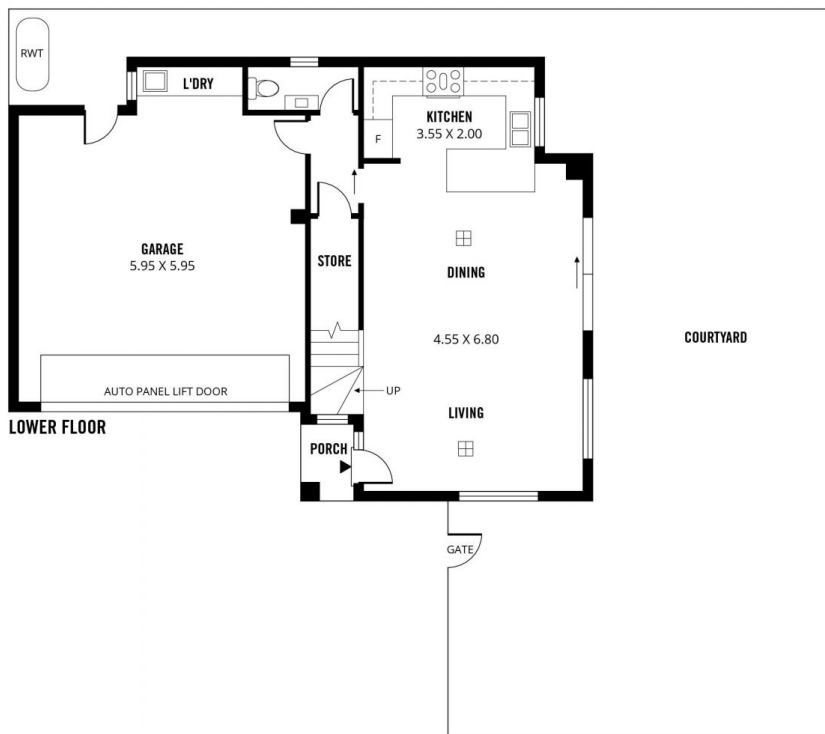 RWT
L'DRY
KITCHEN
3.55 X 2.00
F
GARAGE
5.95 X 5.95
STORE
DINING
4.55 X 6.80
COURTYARD
AUTO PANEL LIFT DOOR
UP
LIVING
LOWER FLOOR
PORCH
GATE